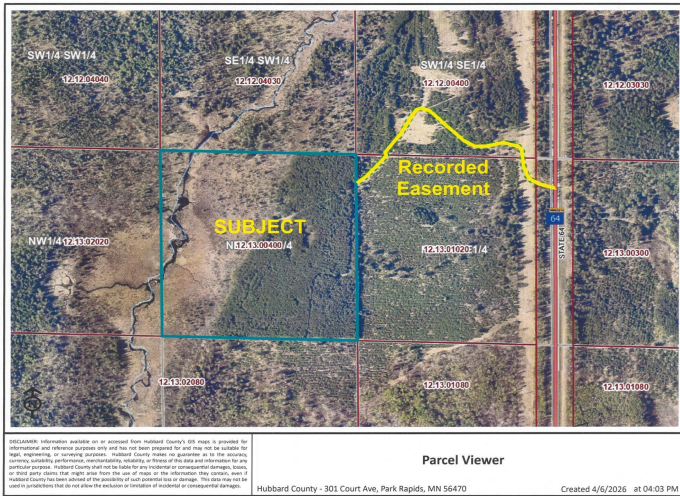 SW1/4 SW1/4
12.12.04040
SE1/4 SW1/4
12.12.04030
SW1/4 SE1/4
12.12.00400
12.12.03030
Recorded
Easement
SUBJECT
12.13.00400
/4
NW1/4
12.13.02020
12.13.01020
1/4
64
STATE 64
12.13.00300
12.13.02080
12.13.01080
12.13.01080
DISCLAIMER: Information available on or accessed from Hubbard County's GIS maps is provided for
informational and reference purposes only and has not been prepared for and may not be suitable for
legal, engineering, or surveying purposes. Hubbard County makes no guarantee as to the accuracy,
currency, suitability, performance, merchantability, reliability, or fitness of this data and information for any
particular purpose. Hubbard County shall not be liable for any incidental or consequential damages, losses,
or third party claims that might arise from the use of maps or the information they contain, even if
Hubbard County has been advised of the possibility of such potential loss or damage. This data may not be
used in jurisdictions that do not allow the exclusion or limitation of incidental or consequential damages.
Parcel Viewer
Hubbard County - 301 Court Ave, Park Rapids, MN 56470
Created 4/6/2026 at 04:03 PM